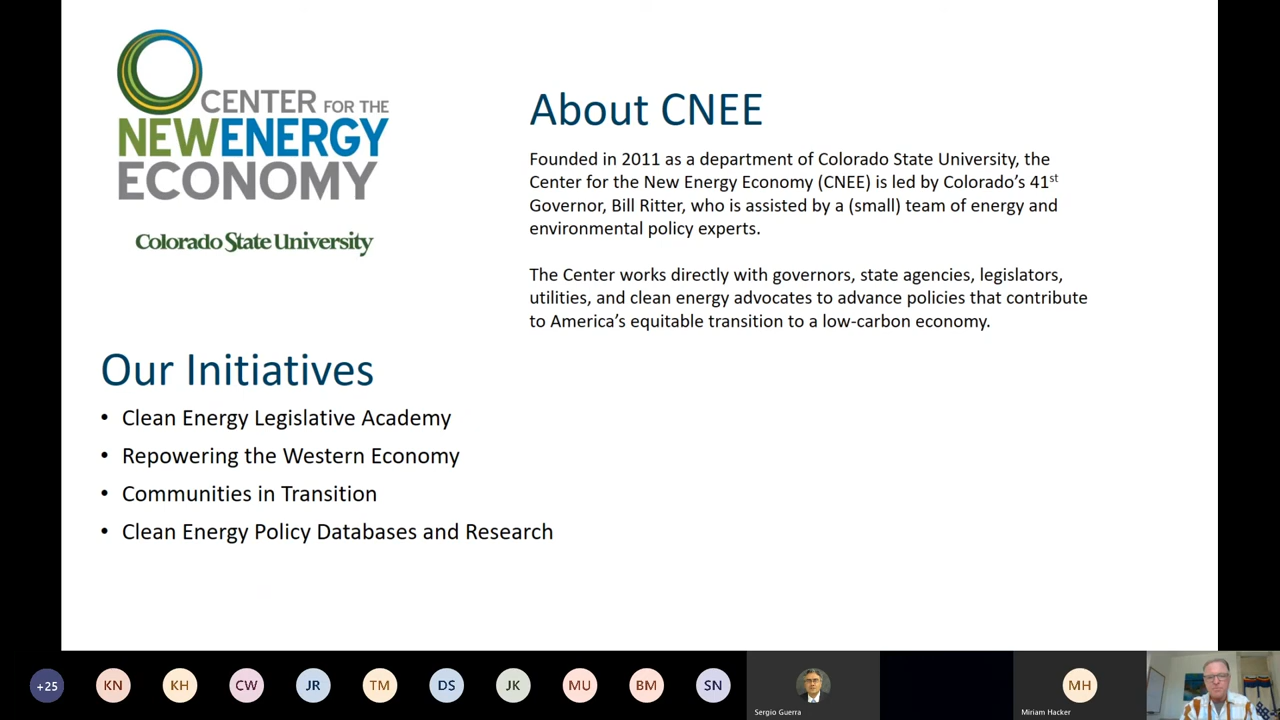 CENTER FOR THE
NEWENERGY
ECONOMY
Colorado State University
About CNEE
Founded in 2011 as a department of Colorado State University, the
Center for the New Energy Economy (CNEE) is led by Colorado’s 41st
Governor, Bill Ritter, who is assisted by a (small) team of energy and
environmental policy experts.
The Center works directly with governors, state agencies, legislators,
utilities, and clean energy advocates to advance policies that contribute
to America’s equitable transition to a low-carbon economy.
Our Initiatives
• Clean Energy Legislative Academy
• Repowering the Western Economy
• Communities in Transition
• Clean Energy Policy Databases and Research
+25 KN KH CW JR TM DS JK MU BM SN MH
Sergio Guerra Miriam Hacker